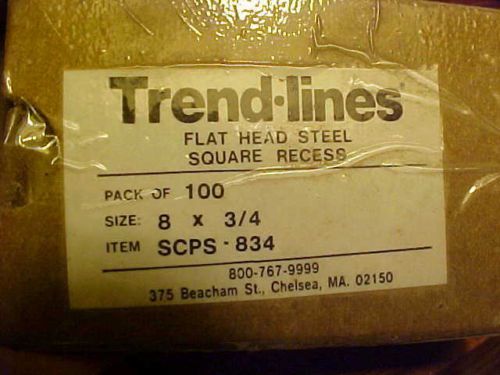 Trend-lines
FLAT HEAD STEEL
SQUARE RECESS
PACK OF 100
SIZE: 8 X 3/4
ITEM SCPS - 834
800-767-9999
375 Beacham St., Chelsea, MA. 02150